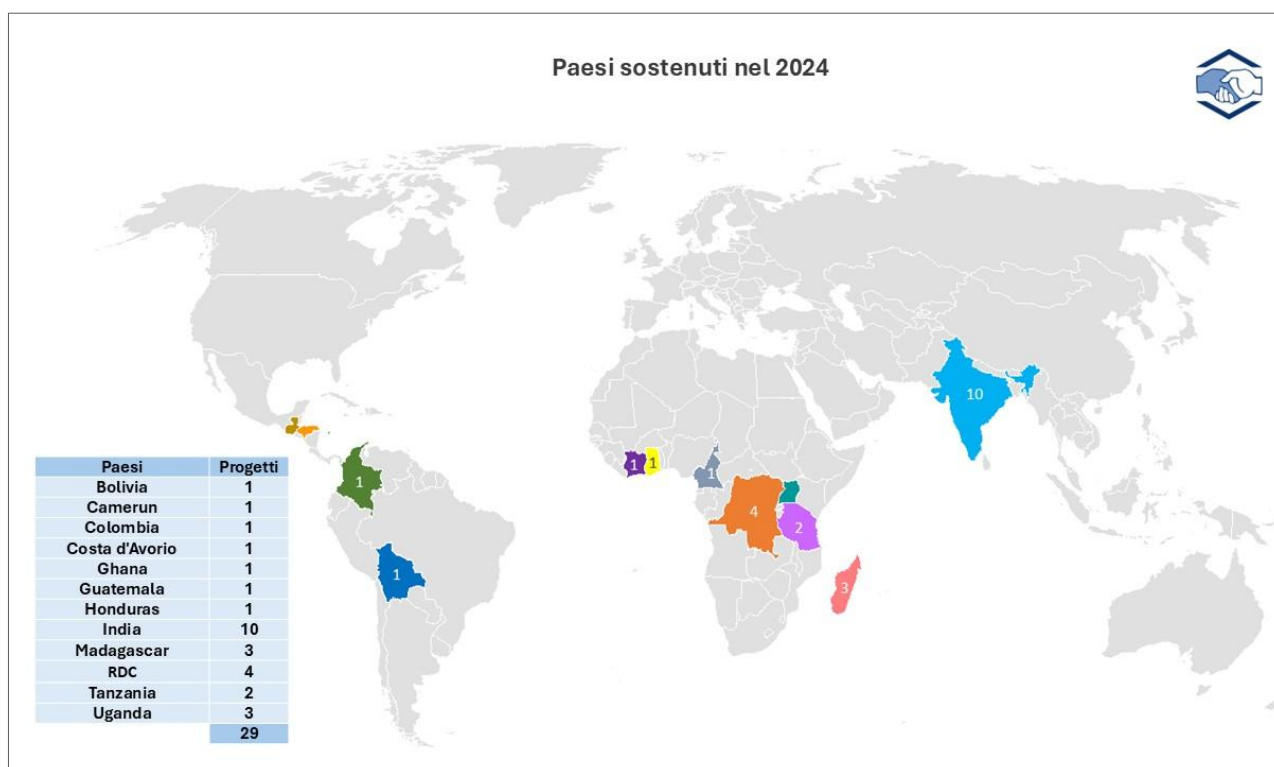 Paesi sostenuti nel 2024
10
1
1
1
1
4
2
1
3
Paesi Progetti
Bolivia 1
Camerun 1
Colombia 1
Costa d'Avorio 1
Ghana 1
Guatemala 1
Honduras 1
India 10
Madagascar 3
RDC 4
Tanzania 2
Uganda 3
29